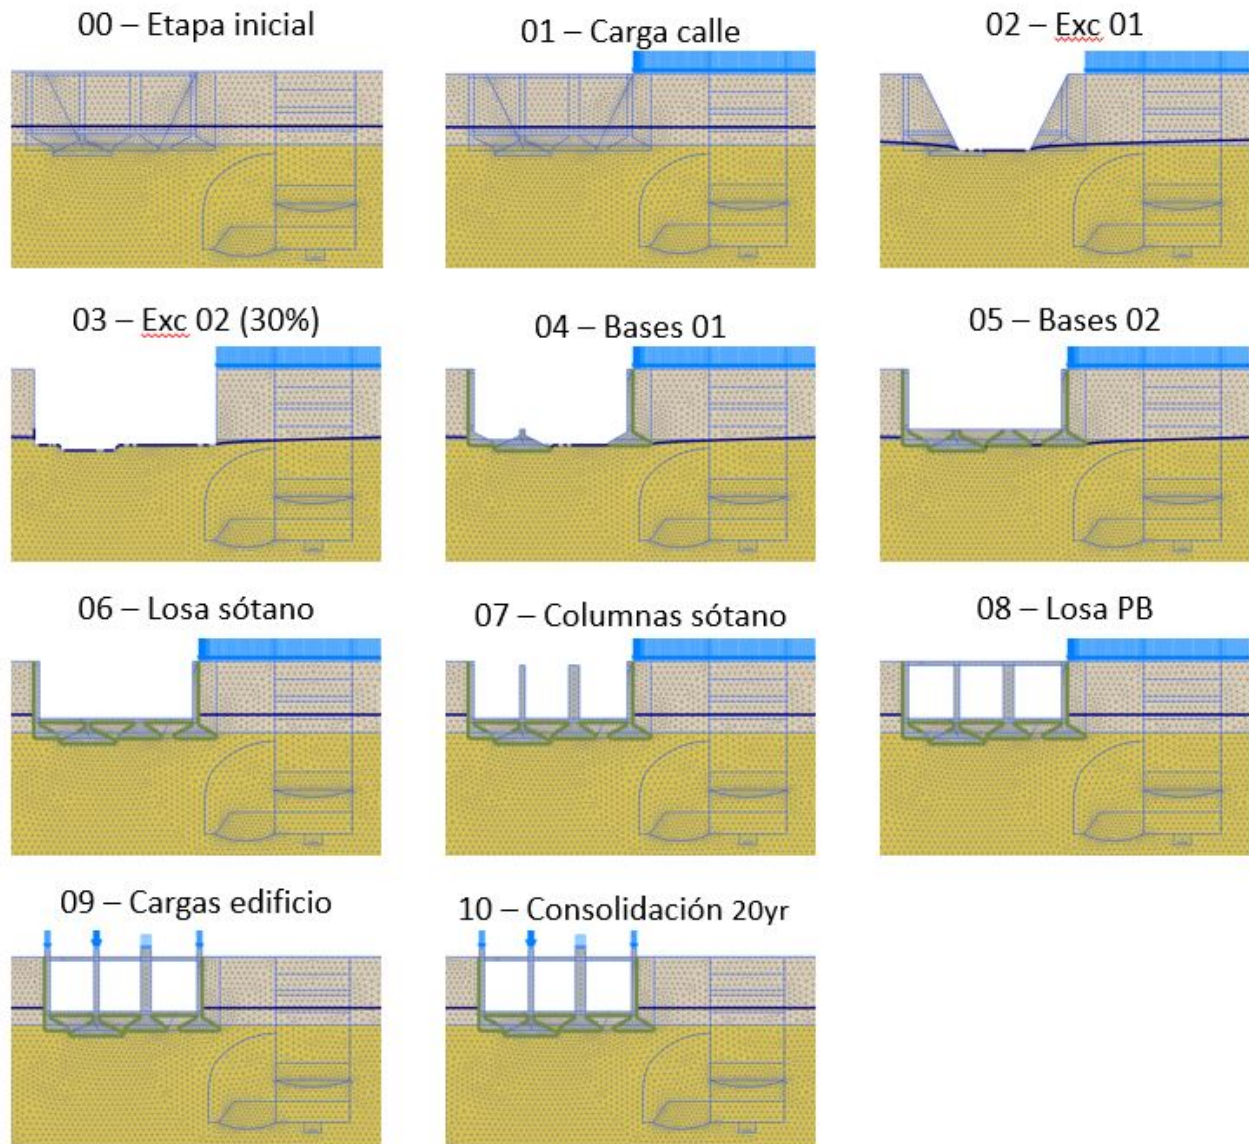 00 – Etapa inicial
01 – Carga calle
02 – Exc 01
03 – Exc 02 (30%)
04 – Bases 01
05 – Bases 02
06 – Losa sótano
07 – Columnas sótano
08 – Losa PB
09 – Cargas edificio
10 – Consolidación 20yr